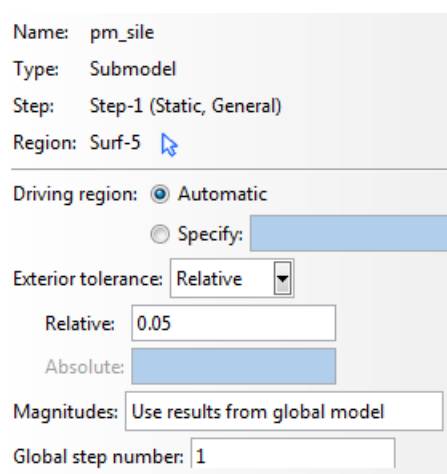 Name: pm_sile
Type: Submodel
Step: Step-1 (Static, General)
Region: Surf-5
Driving region: Automatic
Specify:
Exterior tolerance: Relative
Relative: 0.05
Absolute:
Magnitudes: Use results from global model
Global step number: 1